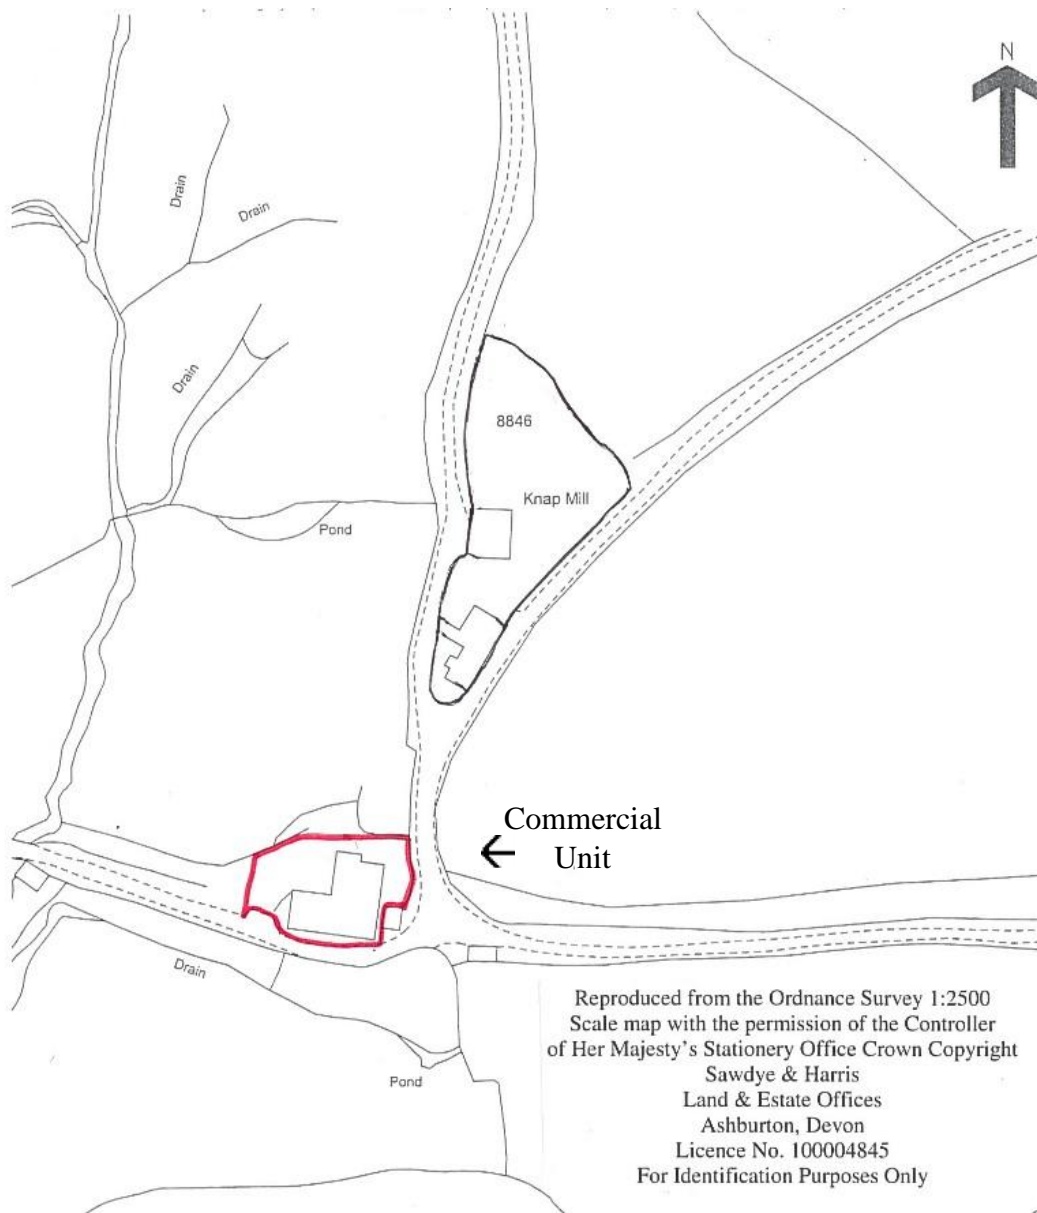 N
Drain
Drain
Drain
8846
Knap Mill
Pond
Commercial
Unit
Drain
Pond
Reproduced from the Ordnance Survey 1:2500
Scale map with the permission of the Controller
of Her Majesty's Stationery Office Crown Copyright
Sawdye & Harris
Land & Estate Offices
Ashburton, Devon
Licence No. 100004845
For Identification Purposes Only